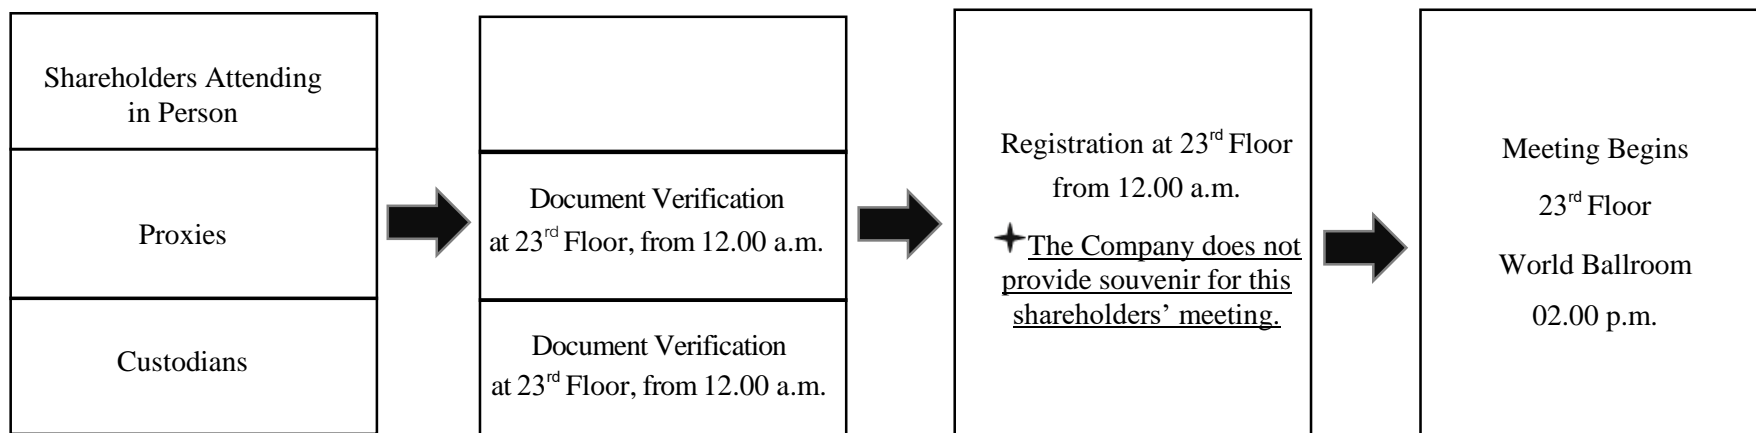 Shareholders Attending
in Person
Proxies
Custodians
Document Verification
at 23rd Floor, from 12.00 a.m.
Document Verification
at 23rd Floor, from 12.00 a.m.
Registration at 23rd Floor
from 12.00 a.m.
The Company does not
provide souvenir for this
shareholders’ meeting.
Meeting Begins
23rd Floor
World Ballroom
02.00 p.m.